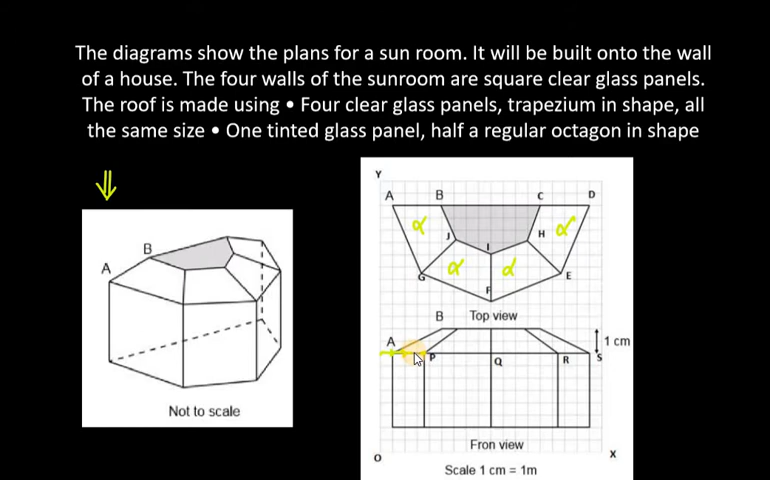 The diagrams show the plans for a sun room. It will be built onto the wall
of a house. The four walls of the sunroom are square clear glass panels.
The roof is made using • Four clear glass panels, trapezium in shape, all
the same size • One tinted glass panel, half a regular octagon in shape
Y
A B C D
α α
J H
I
α α
G E
F
B Top view
A 1 cm
P Q R S
Fron view
O X
Scale 1 cm = 1m
B
A
Not to scale